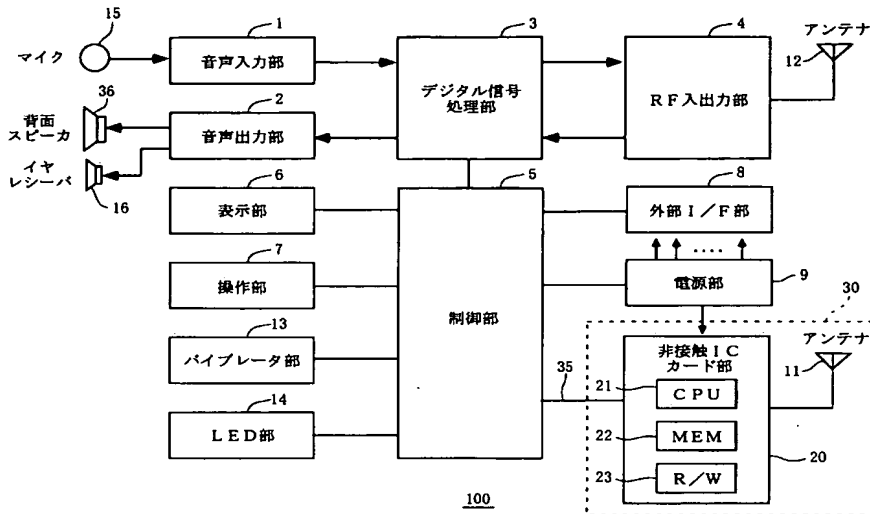 15
マイク
1
音声入力部
3
デジタル信号
処理部
4
RF入出力部
アンテナ
12
36
背面
スピーカ
2
音声出力部
イヤ
レシーバ
16
6
表示部
5
制御部
8
外部I/F部
7
操作部
電源部
9
30
13
バイブレータ部
35
非接触IC
カード部
アンテナ
11
21
CPU
14
LED部
22
MEM
20
23
R/W
100